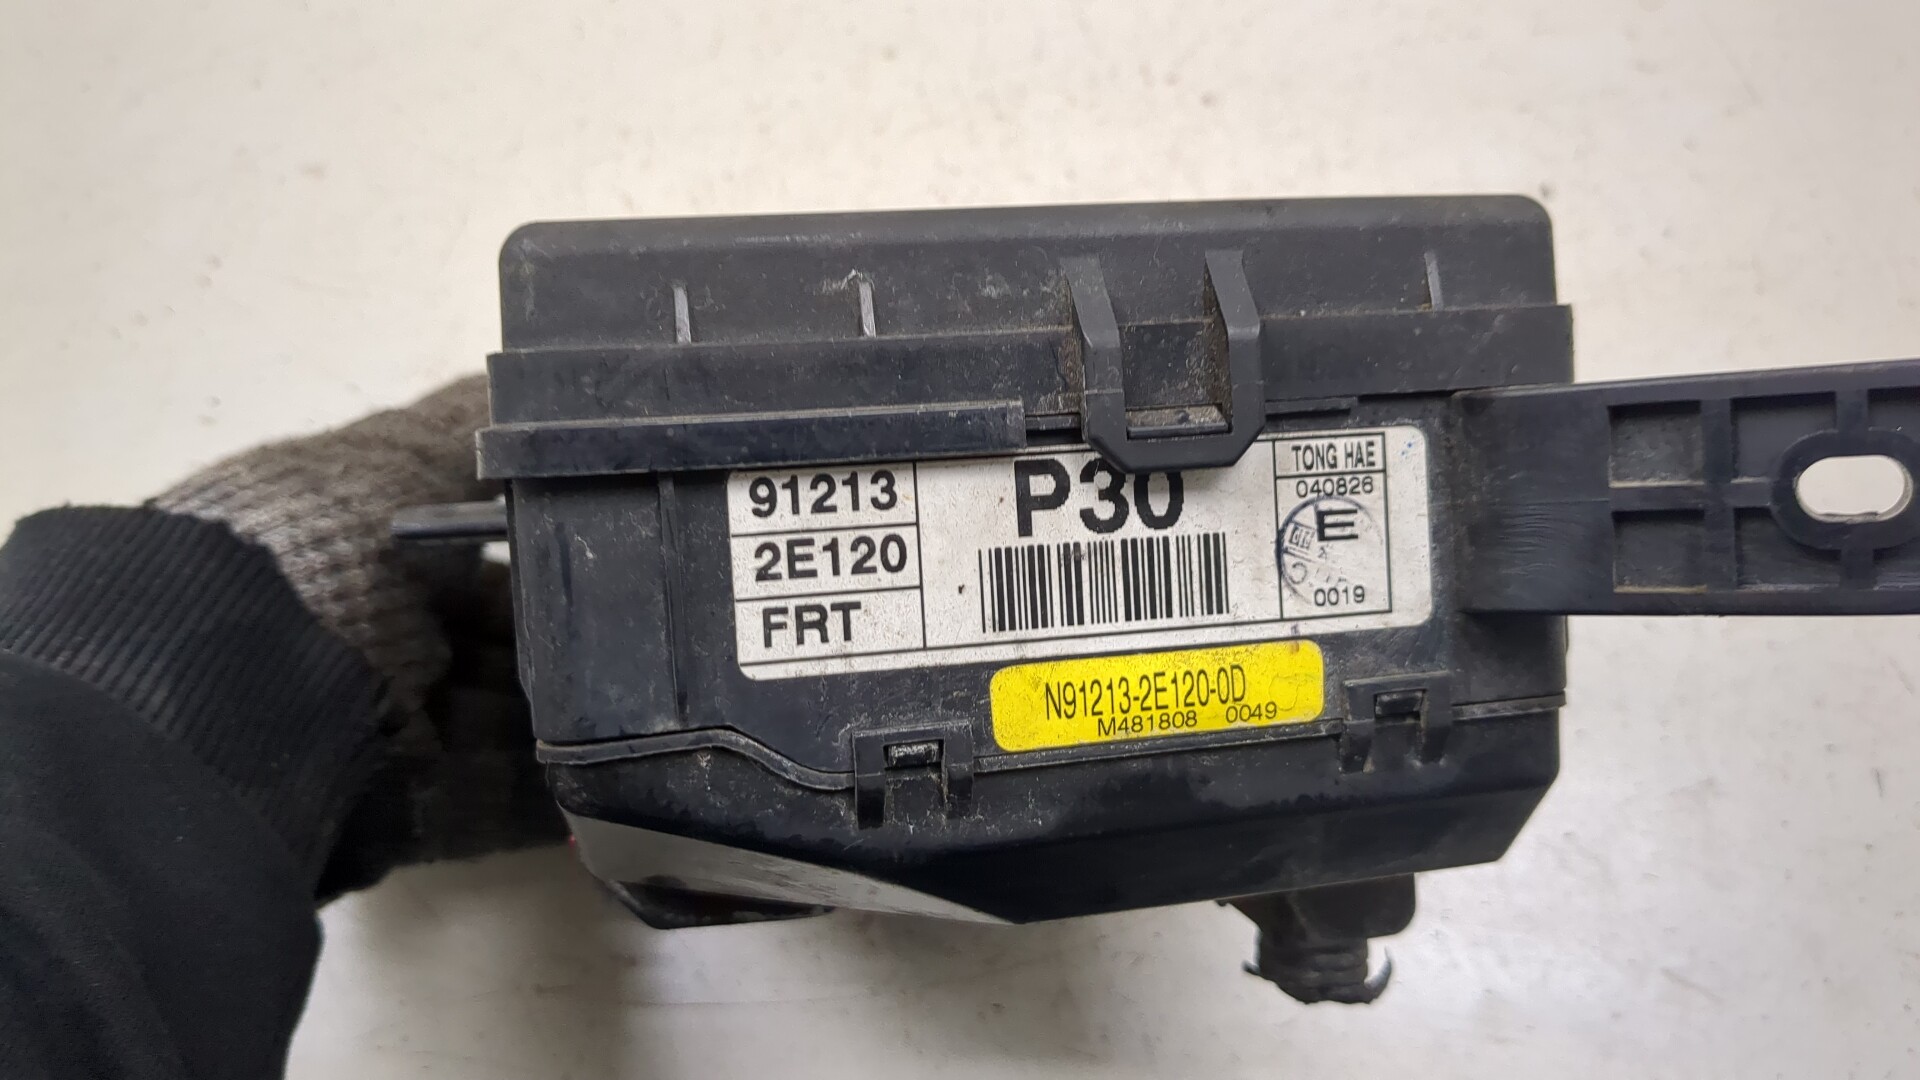 91213
2E120
FRT
P30
TONG HAE
040826
E
0019
N91213-2E120-0D
M481808 0049